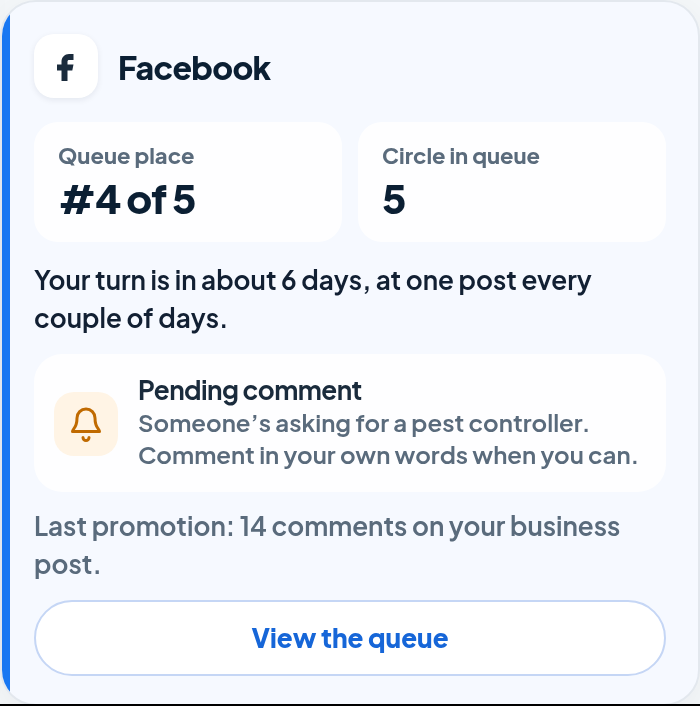 Facebook
Queue place
#4 of 5
Circle in queue
5
Your turn is in about 6 days, at one post every
couple of days.
Pending comment
Someone’s asking for a pest controller.
Comment in your own words when you can.
Last promotion: 14 comments on your business
post.
View the queue